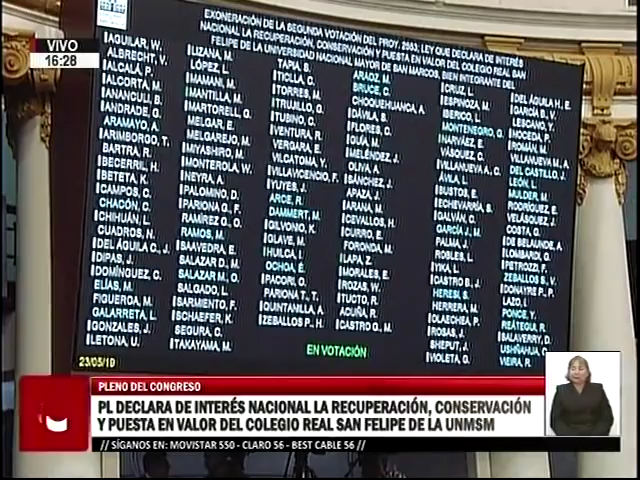 VIVO
16:28
EXONERACIÓN DE LA SEGUNDA VOTACIÓN DEL PROY. 2553, LEY QUE DECLARA DE INTERÉS
NACIONAL LA RECUPERACIÓN, CONSERVACIÓN Y PUESTA EN VALOR DEL COLEGIO REAL SAN
FELIPE DE LA UNIVERSIDAD NACIONAL MAYOR DE SAN MARCOS, BIEN INTEGRANTE DEL
AGUILAR, W.
ALBRECHT, V.
ALCALÁ, P.
ALCORTA, M.
ANANCULI, B.
ANDRADE, G.
ARAMAYO, A.
ARIMBORGO, T.
BARTRA, R.
BECERRIL, H.
BETETA, K.
CAMPOS, C.
CHACÓN, C.
CHIHUÁN, L.
CUADROS, N.
DEL ÁGUILA C., J.
DIPAS, J.
DOMÍNGUEZ, C.
ELÍAS, M.
FIGUEROA, M.
GALARRETA, L.
GONZALES, J.
LETONA, U.
LIZANA, M.
LÓPEZ, L.
MAMANI, M.
MANTILLA, M.
MARTORELL, G.
MELGAR, E.
MELGAREJO, M.
MIYASHIRO, M.
MONTEROLA, W.
NEYRA, A.
PALOMINO, D.
PARIONA G., F.
RAMÍREZ G., O.
RAMOS, M.
SAAVEDRA, E.
SALAZAR D., M.
SALAZAR M., O.
SALGADO, L.
SARMIENTO, F.
SCHAEFER, K.
SEGURA, C.
TAKAYAMA, M.
TAPIA, S.
TICLLA, C.
TORRES, M.
TRUJILLO, G.
TUBINO, C.
VENTURA, R.
VERGARA, E.
VILCATOMA, Y.
VILLAVICENCIO, F.
YUYES, J.
ARCE, R.
DAMMERT, M.
GILVONIO, K.
GLAVE, M.
HUILCA, I.
OCHOA, E.
PACORI, O.
PARIONA T., T.
QUINTANILLA, A.
ZEBALLOS P., H.
ARAOZ, M.
BRUCE, C.
CHOQUEHUANCA, A.
DÁVILA, S.
FLORES, C.
GUÍA, M.
MELÉNDEZ, J.
OLIVA, A.
SÁNCHEZ, J.
APAZA, J.
ARANA, M.
CEVALLOS, H.
CURRO, E.
FORONDA, M.
LAPA, Z.
MORALES, E.
ROZAS, W.
TUCTO, R.
ACUÑA, R.
CASTRO G., M.
CRUZ, L.
ESPINOZA, M.
IBERICO, L.
MONTENEGRO, G.
NARVÁEZ, E.
VÁSQUEZ, C.
VILLANUEVA A., C.
ÁVILA, L.
BUSTOS, E.
ECHEVARRÍA, S.
GALVÁN, C.
GARCÍA J., M.
PALMA, J.
ROBLES, L.
YIKA, L.
CASTRO B., J.
HERESI, S.
HERRERA, M.
OLAECHEA, P.
ROSAS, J.
SHEPUT, J.
VIOLETA, G.
DEL ÁGUILA H., E.
GARCÍA B., V.
LESCANO, Y.
NOCEDA, P.
ROMÁN, M.
VILLANUEVA M., A.
DEL CASTILLO, J.
LEÓN, L.
MULDER, M.
RODRÍGUEZ, E.
VELÁSQUEZ, J.
COSTA, G.
DE BELAUNDE, A.
LOMBARDI, G.
PETROZZI, F.
ZEBALLOS S., V.
DONAYRE P., P.
LAZO, I.
PONCE, Y.
REÁTEGUI, R.
SALAVERRY, D.
USHÑAHUA, G.
VIEIRA, R.
23/05/19
EN VOTACIÓN
PLENO DEL CONGRESO
PL DECLARA DE INTERÉS NACIONAL LA RECUPERACIÓN, CONSERVACIÓN
Y PUESTA EN VALOR DEL COLEGIO REAL SAN FELIPE DE LA UNMSM
// SÍGANOS EN: MOVISTAR 550 - CLARO 56 - BEST CABLE 56 //